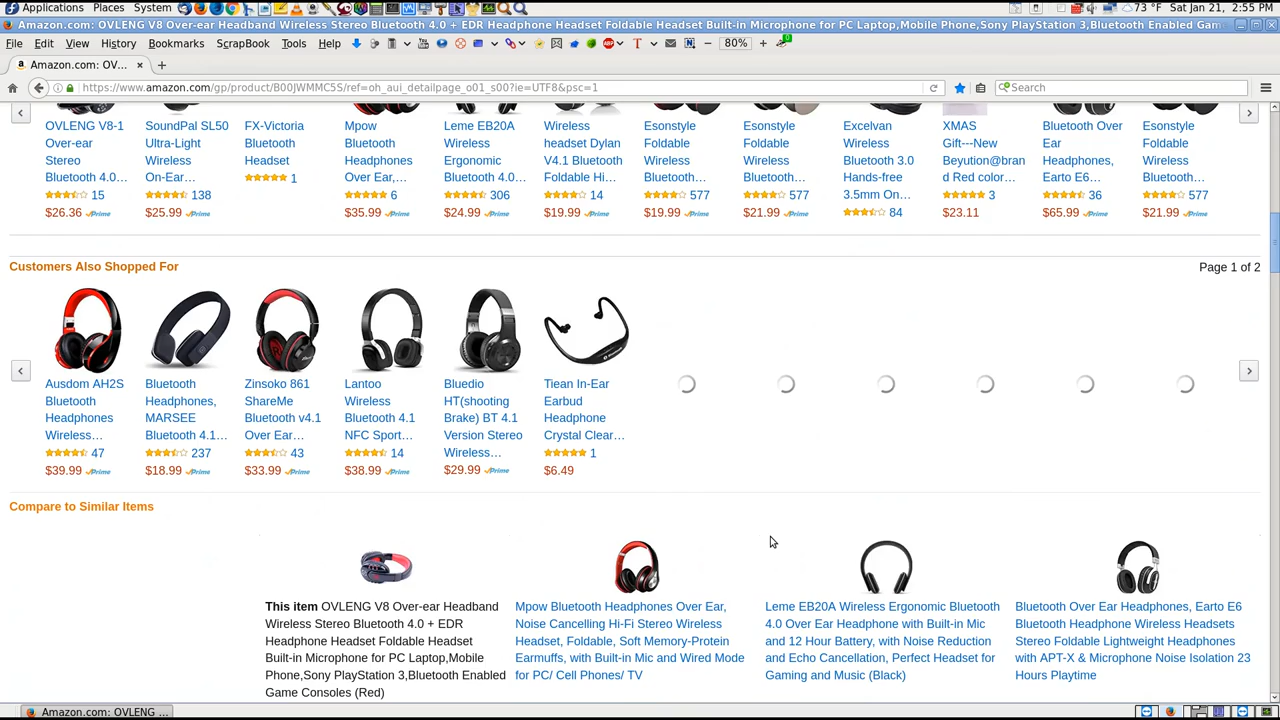 Applications Places System 73 °F Sat Jan 21, 2:55 PM
Amazon.com: OVLENG V8 Over-ear Headband Wireless Stereo Bluetooth 4.0 + EDR Headphone Headset Foldable Headset Built-in Microphone for PC Laptop,Mobile Phone,Sony PlayStation 3,Bluetooth Enabled Gam
File Edit View History Bookmarks ScrapBook Tools Help 80%
Amazon.com: OV...
https://www.amazon.com/gp/product/B00JWMMC5S/ref=oh_aui_detailpage_o01_s00?ie=UTF8&psc=1 Search
OVLENG V8-1
Over-ear
Stereo
Bluetooth 4.0…
15
$26.36 Prime
SoundPal SL50
Ultra-Light
Wireless
On-Ear…
138
$25.99 Prime
FX-Victoria
Bluetooth
Headset
1
Mpow
Bluetooth
Headphones
Over Ear,…
6
$35.99 Prime
Leme EB20A
Wireless
Ergonomic
Bluetooth 4.0…
306
$24.99 Prime
Wireless
headset Dylan
V4.1 Bluetooth
Foldable Hi…
14
$19.99 Prime
Esonstyle
Foldable
Wireless
Bluetooth…
577
$19.99 Prime
Esonstyle
Foldable
Wireless
Bluetooth…
577
$21.99 Prime
Excelvan
Wireless
Bluetooth 3.0
Hands-free
3.5mm On…
84
XMAS
Gift---New
Beyution@bran
d Red color…
3
$23.11
Bluetooth Over
Ear
Headphones,
Earto E6…
36
$65.99 Prime
Esonstyle
Foldable
Wireless
Bluetooth…
577
$21.99 Prime
Customers Also Shopped For Page 1 of 2
Ausdom AH2S
Bluetooth
Headphones
Wireless…
47
$39.99 Prime
Bluetooth
Headphones,
MARSEE
Bluetooth 4.1…
237
$18.99 Prime
Zinsoko 861
ShareMe
Bluetooth v4.1
Over Ear…
43
$33.99 Prime
Lantoo
Wireless
Bluetooth 4.1
NFC Sport…
14
$38.99 Prime
Bluedio
HT(shooting
Brake) BT 4.1
Version Stereo
Wireless…
$29.99 Prime
Tiean In-Ear
Earbud
Headphone
Crystal Clear…
1
$6.49
Compare to Similar Items
This item OVLENG V8 Over-ear Headband
Wireless Stereo Bluetooth 4.0 + EDR
Headphone Headset Foldable Headset
Built-in Microphone for PC Laptop,Mobile
Phone,Sony PlayStation 3,Bluetooth Enabled
Game Consoles (Red)
Mpow Bluetooth Headphones Over Ear,
Noise Cancelling Hi-Fi Stereo Wireless
Headset, Foldable, Soft Memory-Protein
Earmuffs, with Built-in Mic and Wired Mode
for PC/ Cell Phones/ TV
Leme EB20A Wireless Ergonomic Bluetooth
4.0 Over Ear Headphone with Built-in Mic
and 12 Hour Battery, with Noise Reduction
and Echo Cancellation, Perfect Headset for
Gaming and Music (Black)
Bluetooth Over Ear Headphones, Earto E6
Bluetooth Headphone Wireless Headsets
Stereo Foldable Lightweight Headphones
with APT-X & Microphone Noise Isolation 23
Hours Playtime
Amazon.com: OVLENG ...